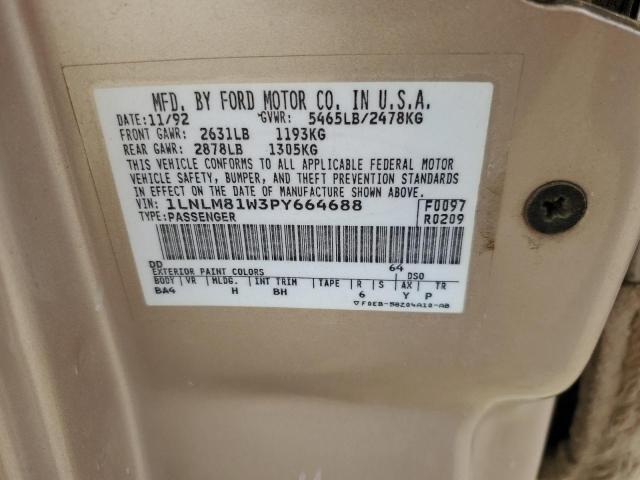 MFD. BY FORD MOTOR CO. IN U.S.A.
DATE: 11/92 GVWR: 5465LB/2478KG
FRONT GAWR: 2631LB 1193KG
REAR GAWR: 2878LB 1305KG
THIS VEHICLE CONFORMS TO ALL APPLICABLE FEDERAL MOTOR
VEHICLE SAFETY, BUMPER, AND THEFT PREVENTION STANDARDS
IN EFFECT ON THE DATE OF MANUFACTURE SHOWN ABOVE.
VIN: 1LNLM81W3PY664688 F0097
TYPE: PASSENGER R0209
DD 64
EXTERIOR PAINT COLORS DSO
BODY VR MLDG. INT TRIM TAPE R S AX TR
BA4 H BH 6 Y P
▽F0EB-5820410-AB